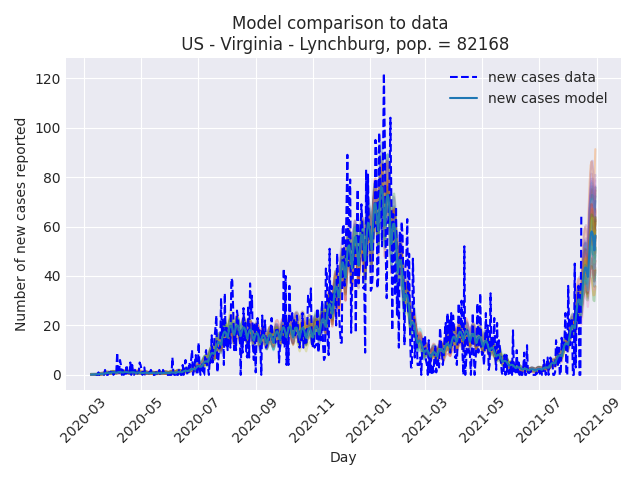 Model comparison to data
US - Virginia - Lynchburg, pop. = 82168
new cases data
new cases model
Number of new cases reported
120
100
80
60
40
20
0
2020-03
2020-05
2020-07
2020-09
2020-11
2021-01
2021-03
2021-05
2021-07
2021-09
Day